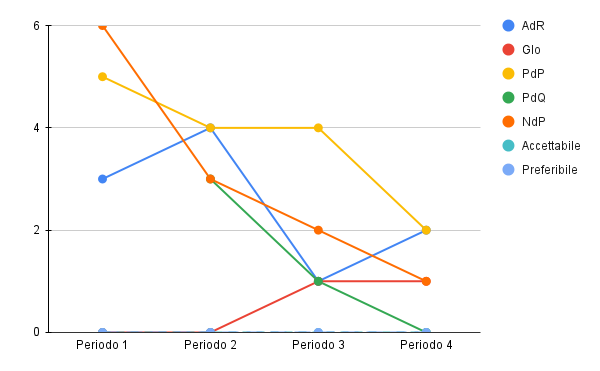 6
4
2
0
Periodo 1
Periodo 2
Periodo 3
Periodo 4
AdR
Glo
PdP
PdQ
NdP
Accettabile
Preferibile